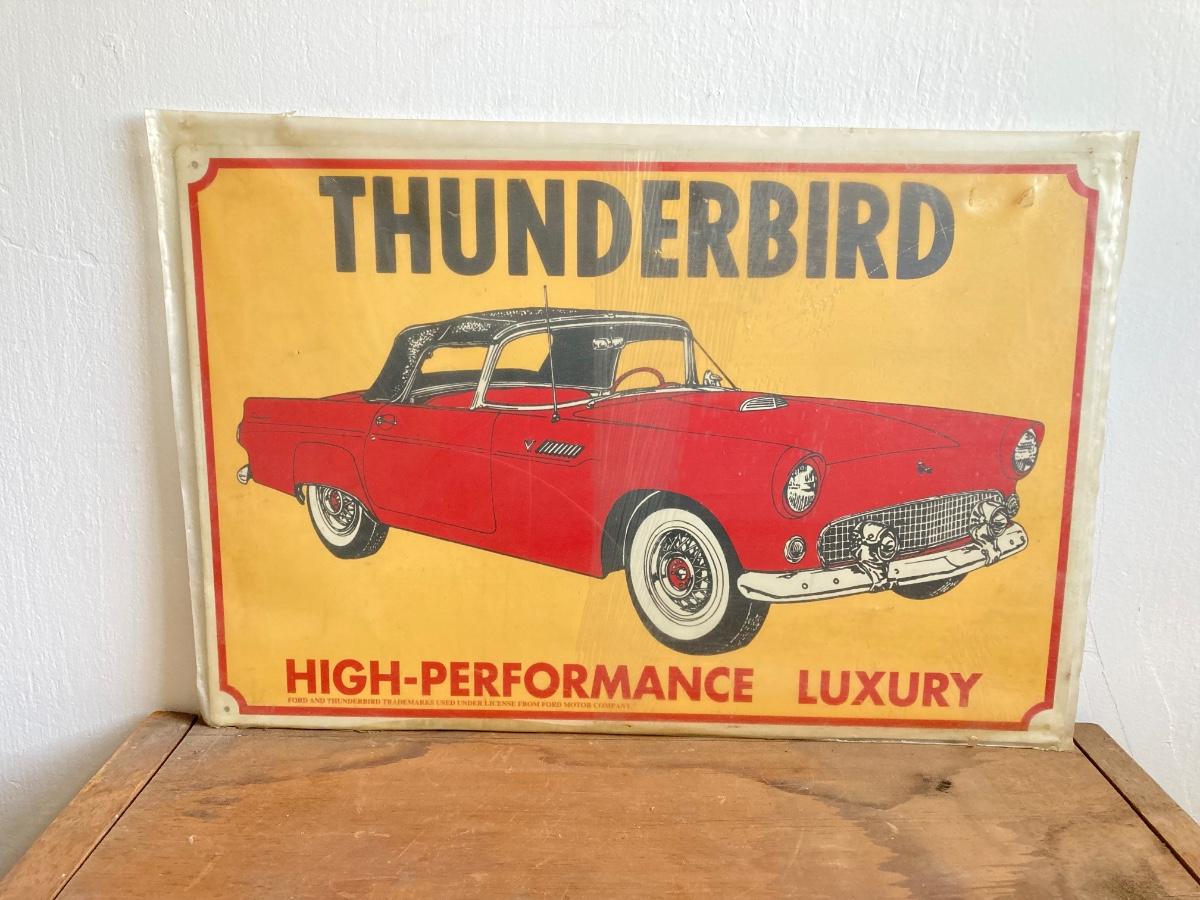 THUNDERBIRD
HIGH-PERFORMANCE LUXURY
FORD AND THUNDERBIRD TRADEMARKS USED UNDER LICENSE FROM FORD MOTOR COMPANY.